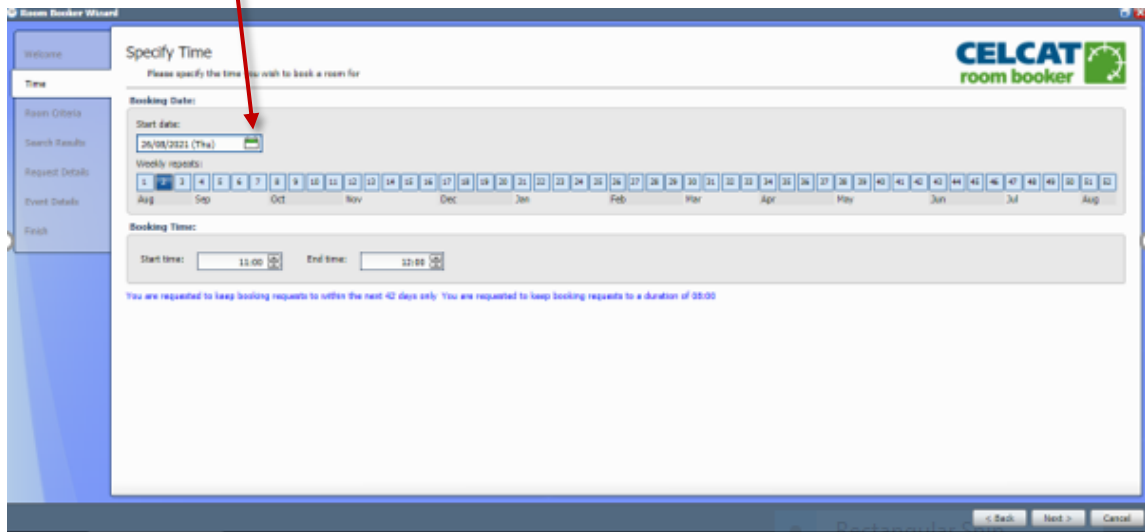 Room Booker Wizard
Welcome
Time
Room Criteria
Search Results
Request Details
Event Details
Finish
Specify Time
Please specify the time you wish to book a room for
CELCAT
room booker
Booking Date:
Start date:
26/08/2021 (Thu)
Weekly repeats:
1 2 3 4 5 6 7 8 9 10 11 12 13 14 15 16 17 18 19 20 21 22 23 24 25 26 27 28 29 30 31 32 33 34 35 36 37 38 39 40 41 42 43 44 45 46 47 48 49 50 51 52
Aug Sep Oct Nov Dec Jan Feb Mar Apr May Jun Jul Aug
Booking Time:
Start time: 11:00 End time: 12:00
You are requested to keep booking requests to within the next 42 days only You are requested to keep booking requests to a duration of 08:00
< Back Next > Cancel
Rectangular Snip